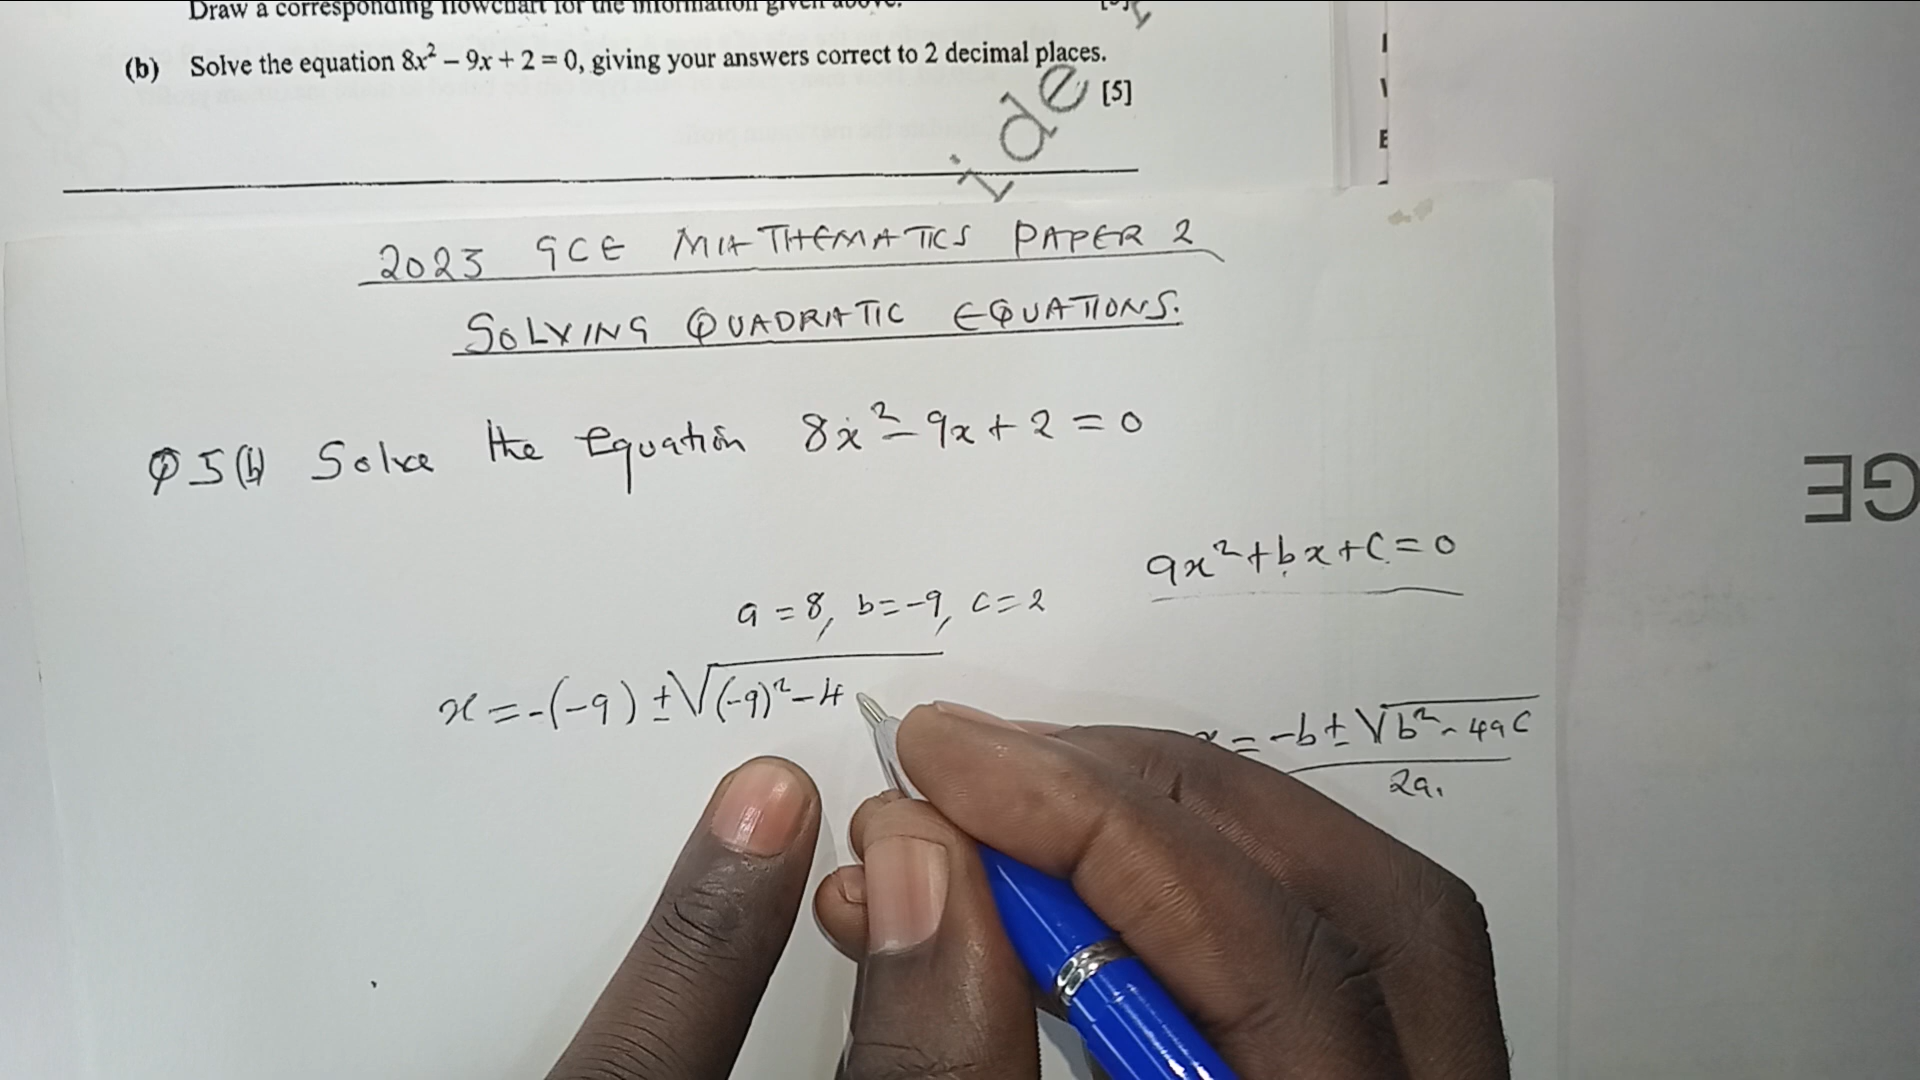 Draw a corresponding flowchart for the information given above.
(b) Solve the equation 8x² – 9x + 2 = 0, giving your answers correct to 2 decimal places.
[5]
ide
2023 GCE MATHEMATICS PAPER 2
SOLVING QUADRATIC EQUATIONS.
Q5(b) Solve the Equation 8x² – 9x + 2 = 0
ax² + bx + c = 0
a = 8, b = -9, c = 2
x = -(-9) ± √(-9)² – 4
x = -b ± √b² – 4ac
2a.
GE